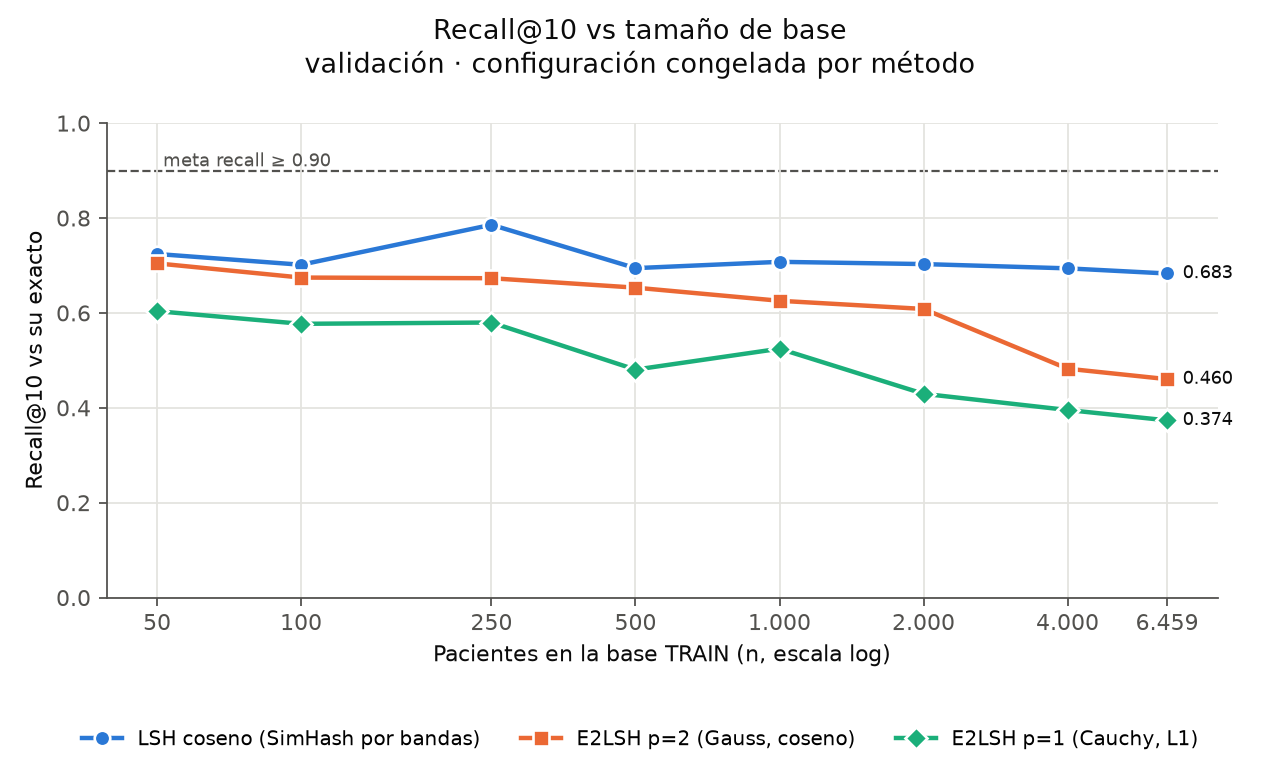 Recall@10 vs tamaño de base
validación · configuración congelada por método
Recall@10 vs su exacto
1.0
0.8
0.6
0.4
0.2
0.0
meta recall ≥ 0.90
0.683
0.460
0.374
50 100 250 500 1.000 2.000 4.000 6.459
Pacientes en la base TRAIN (n, escala log)
LSH coseno (SimHash por bandas) E2LSH p=2 (Gauss, coseno) E2LSH p=1 (Cauchy, L1)